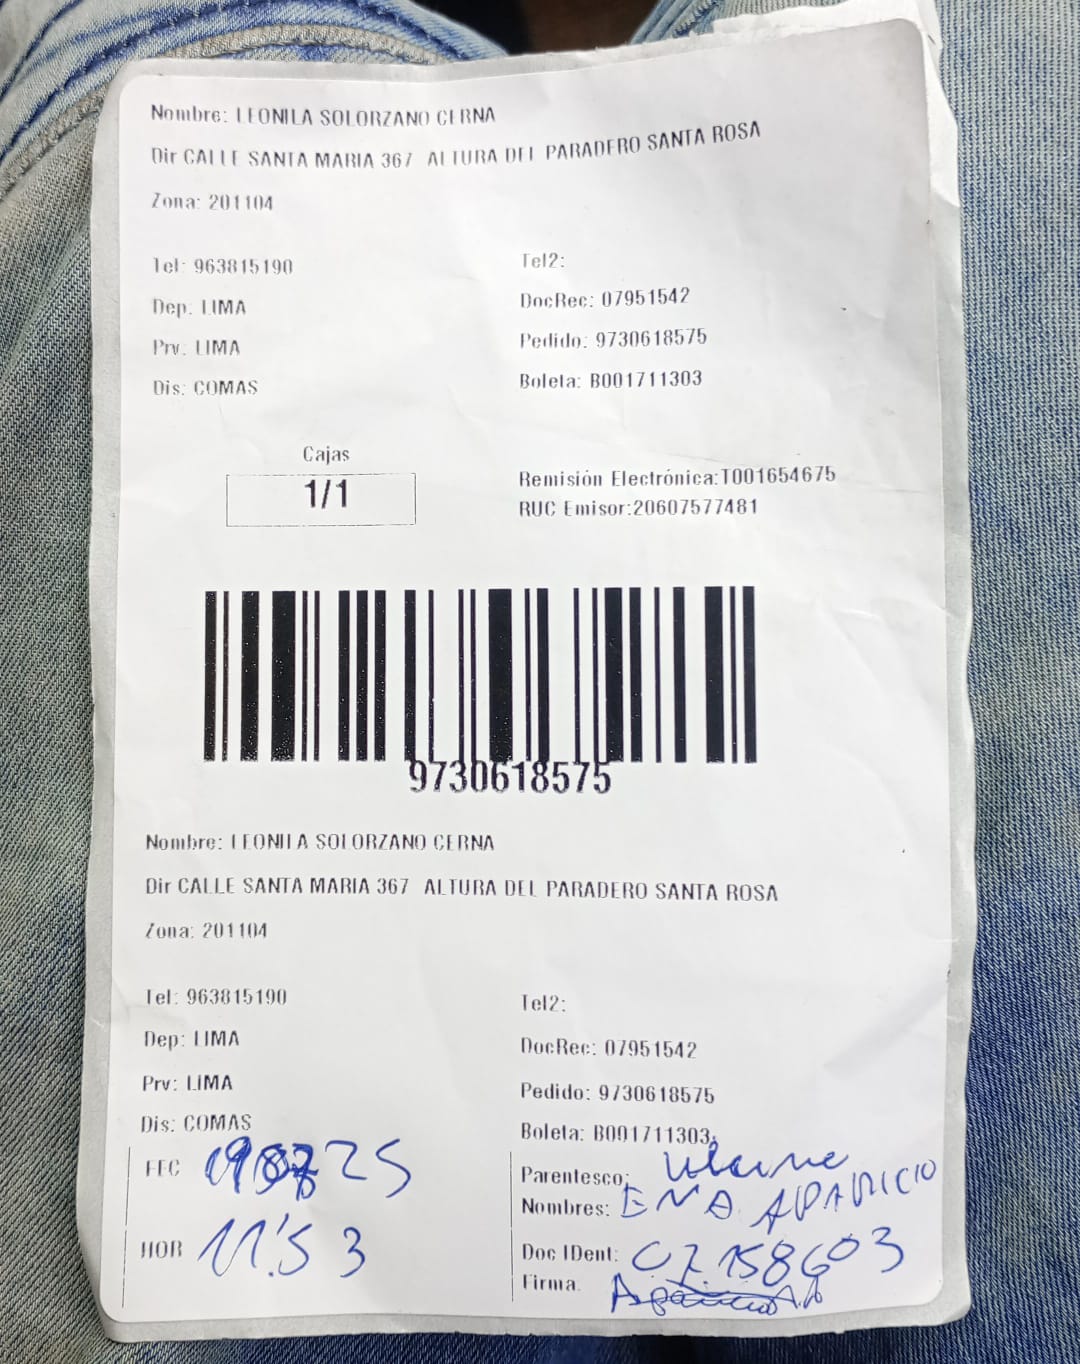 Nombre: LEONILA SOLORZANO CERNA
Dir CALLE SANTA MARIA 367 ALTURA DEL PARADERO SANTA ROSA
Zona: 201104
Tel: 963815190
Tel2:
Dep: LIMA
DocRec: 07951542
Prv: LIMA
Pedido: 9730618575
Dis: COMAS
Boleta: B001711303
Cajas
1/1
Remisión Electrónica:T001654675
RUC Emisor:20607577481
9730618575
Nombre: LEONILA SOLORZANO CERNA
Dir CALLE SANTA MARIA 367 ALTURA DEL PARADERO SANTA ROSA
Zona: 201104
Tel: 963815190
Tel2:
Dep: LIMA
DocRec: 07951542
Prv: LIMA
Pedido: 9730618575
Dis: COMAS
Boleta: B001711303
FEC 25
Parentesco:
Nombres: ENA APARICIO
HOR 11:53
Doc IDent: 07.158603
Firma.